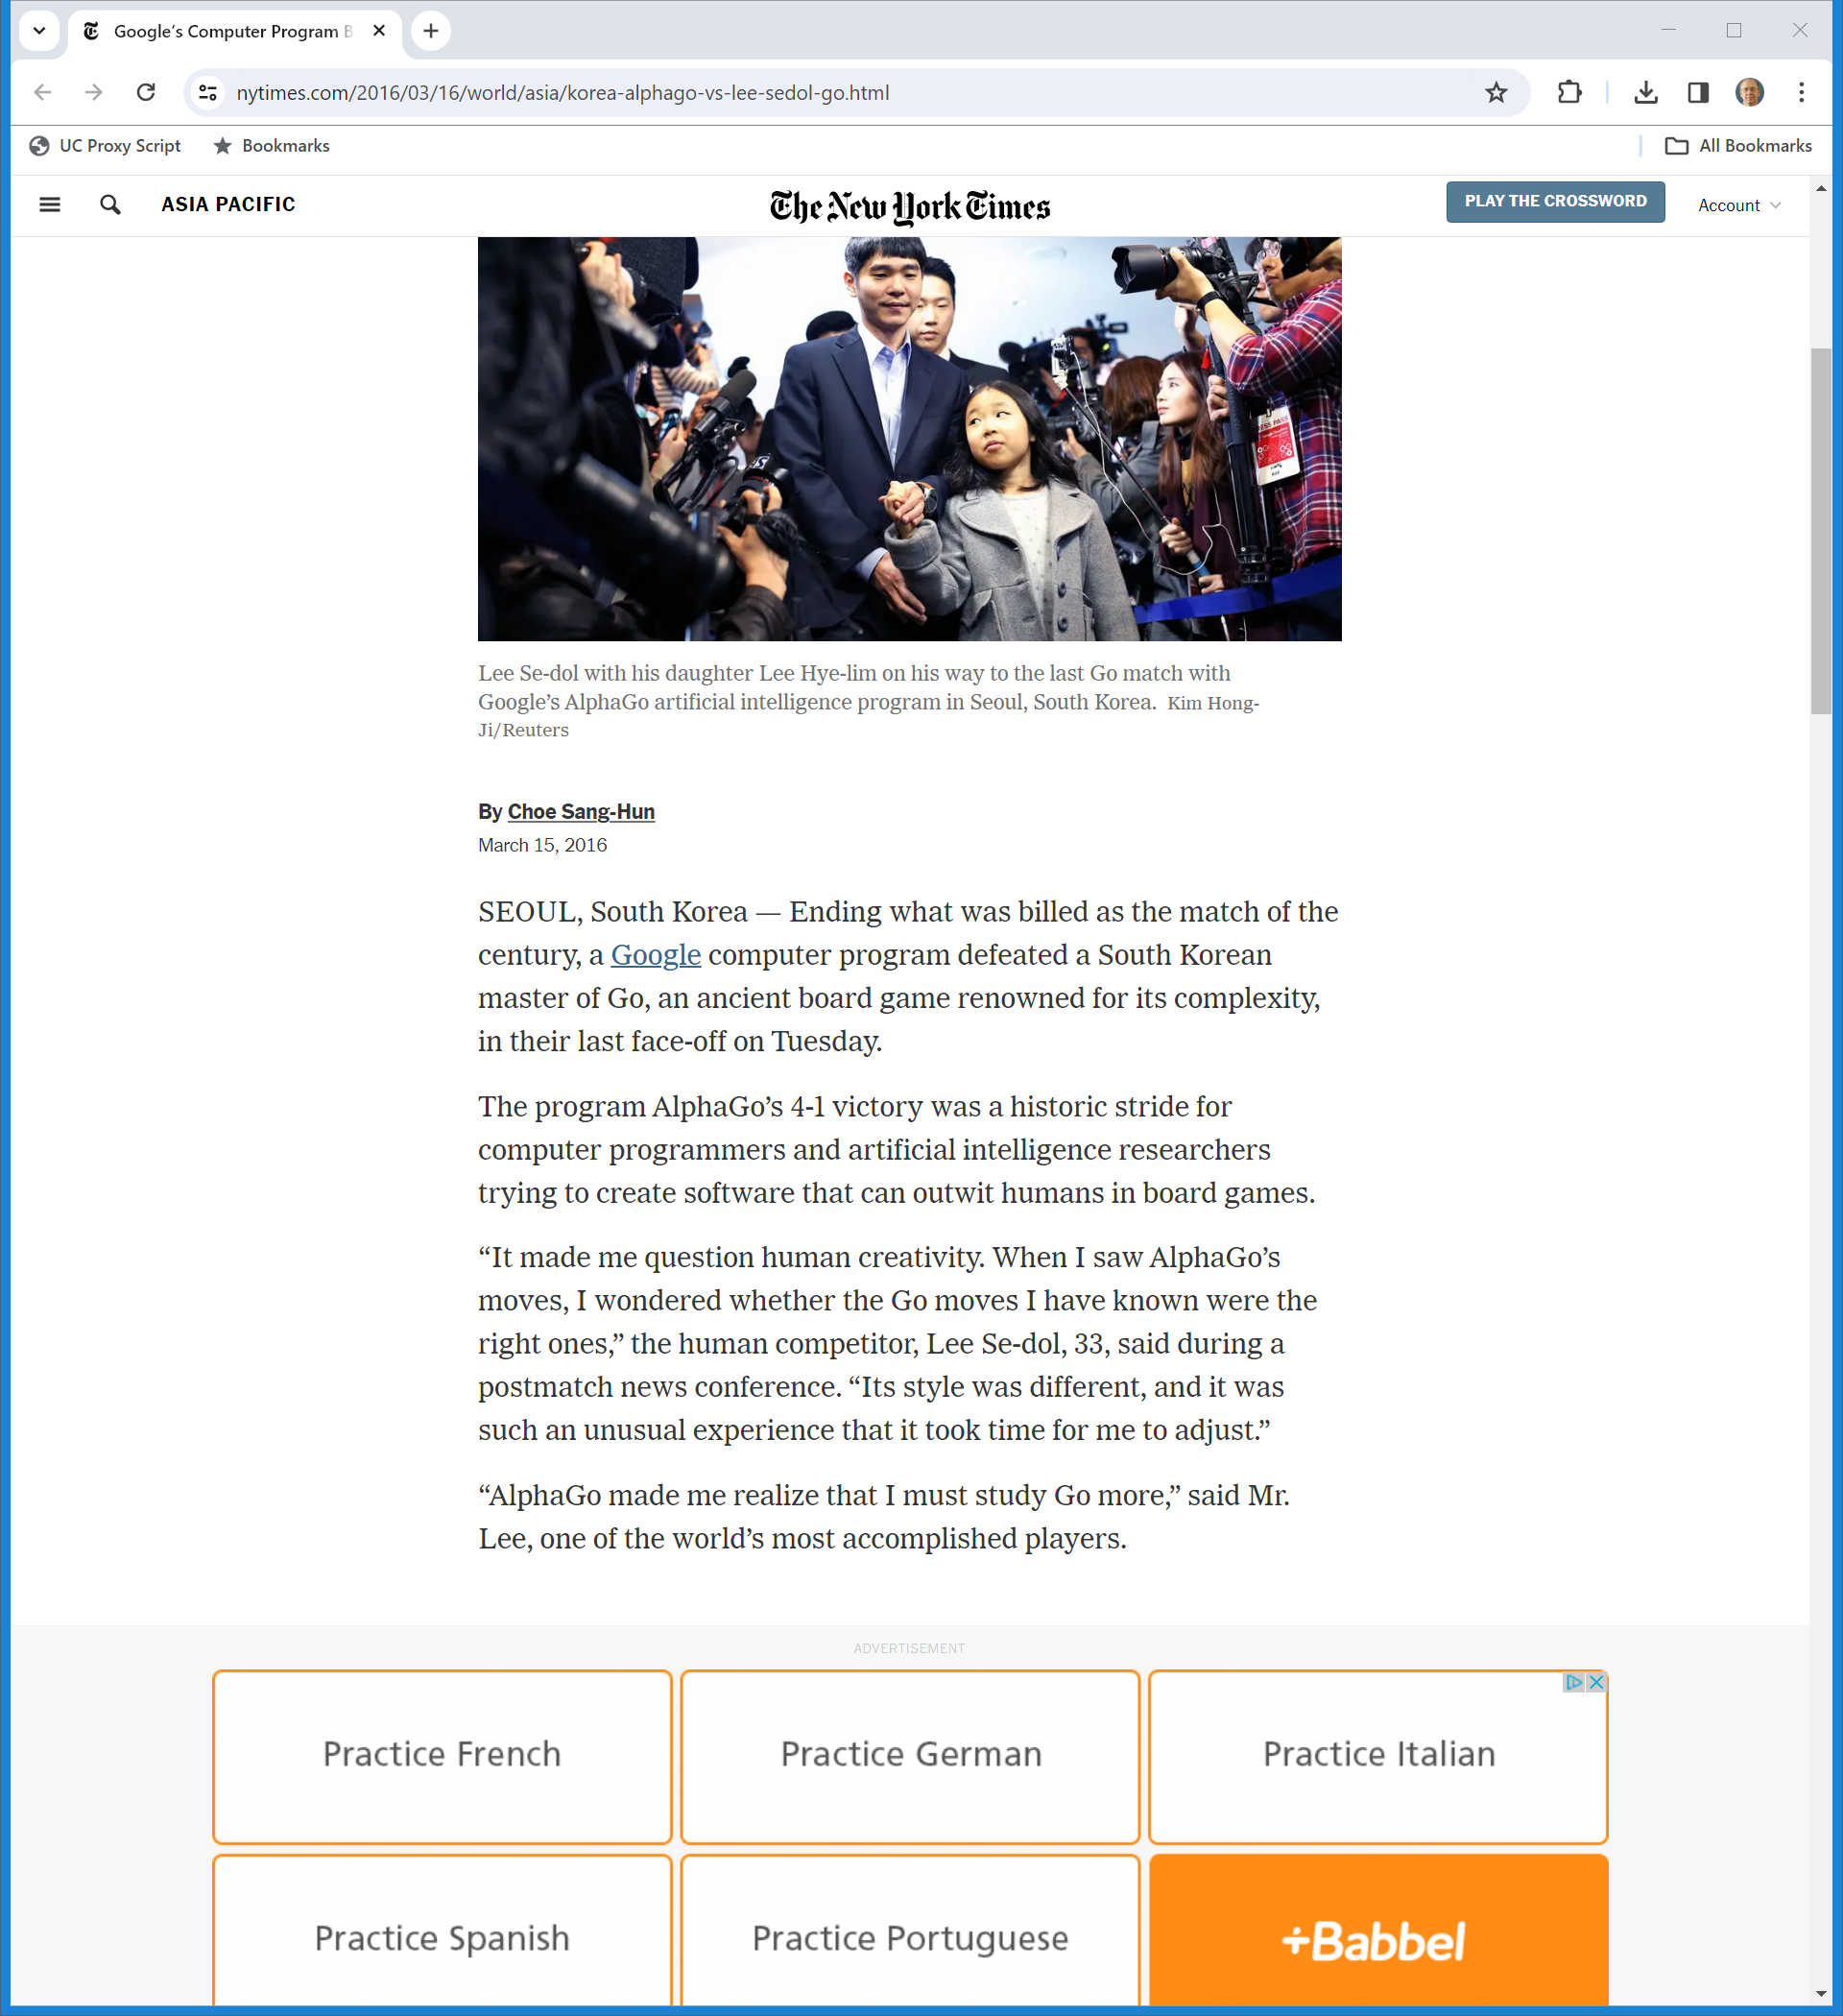 Google's Computer Program B
nytimes.com/2016/03/16/world/asia/korea-alphago-vs-lee-sedol-go.html
UC Proxy Script
Bookmarks
All Bookmarks
ASIA PACIFIC
The New York Times
PLAY THE CROSSWORD
Account
Lee Se-dol with his daughter Lee Hye-lim on his way to the last Go match with
Google’s AlphaGo artificial intelligence program in Seoul, South Korea. Kim Hong-
Ji/Reuters
By Choe Sang-Hun
March 15, 2016
SEOUL, South Korea — Ending what was billed as the match of the
century, a Google computer program defeated a South Korean
master of Go, an ancient board game renowned for its complexity,
in their last face-off on Tuesday.
The program AlphaGo’s 4-1 victory was a historic stride for
computer programmers and artificial intelligence researchers
trying to create software that can outwit humans in board games.
“It made me question human creativity. When I saw AlphaGo’s
moves, I wondered whether the Go moves I have known were the
right ones,” the human competitor, Lee Se-dol, 33, said during a
postmatch news conference. “Its style was different, and it was
such an unusual experience that it took time for me to adjust.”
“AlphaGo made me realize that I must study Go more,” said Mr.
Lee, one of the world’s most accomplished players.
ADVERTISEMENT
Practice French
Practice German
Practice Italian
Practice Spanish
Practice Portuguese
+Babbel